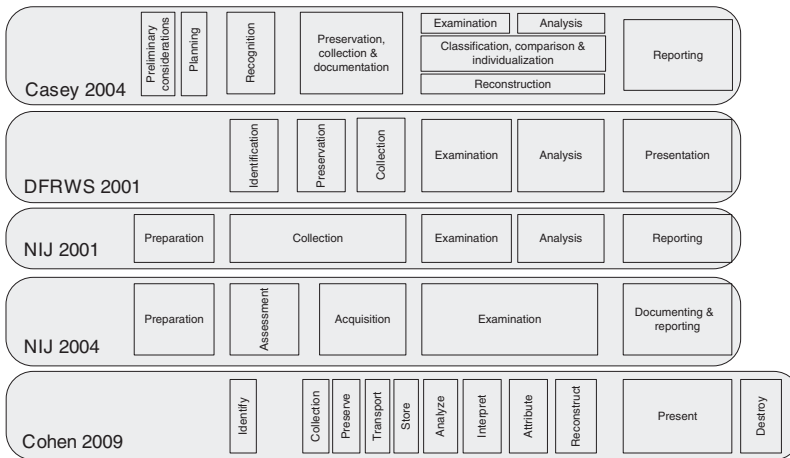 Preliminary
considerations
Planning
Recognition
Preservation,
collection &
documentation
Examination
Analysis
Classification, comparison &
individualization
Reconstruction
Reporting
Casey 2004
Identification
Preservation
Collection
Examination
Analysis
Presentation
DFRWS 2001
Preparation
Collection
Examination
Analysis
Reporting
NIJ 2001
Preparation
Assessment
Acquisition
Examination
Documenting &
reporting
NIJ 2004
Identify
Collection
Preserve
Transport
Store
Analyze
Interpret
Attribute
Reconstruct
Present
Destroy
Cohen 2009